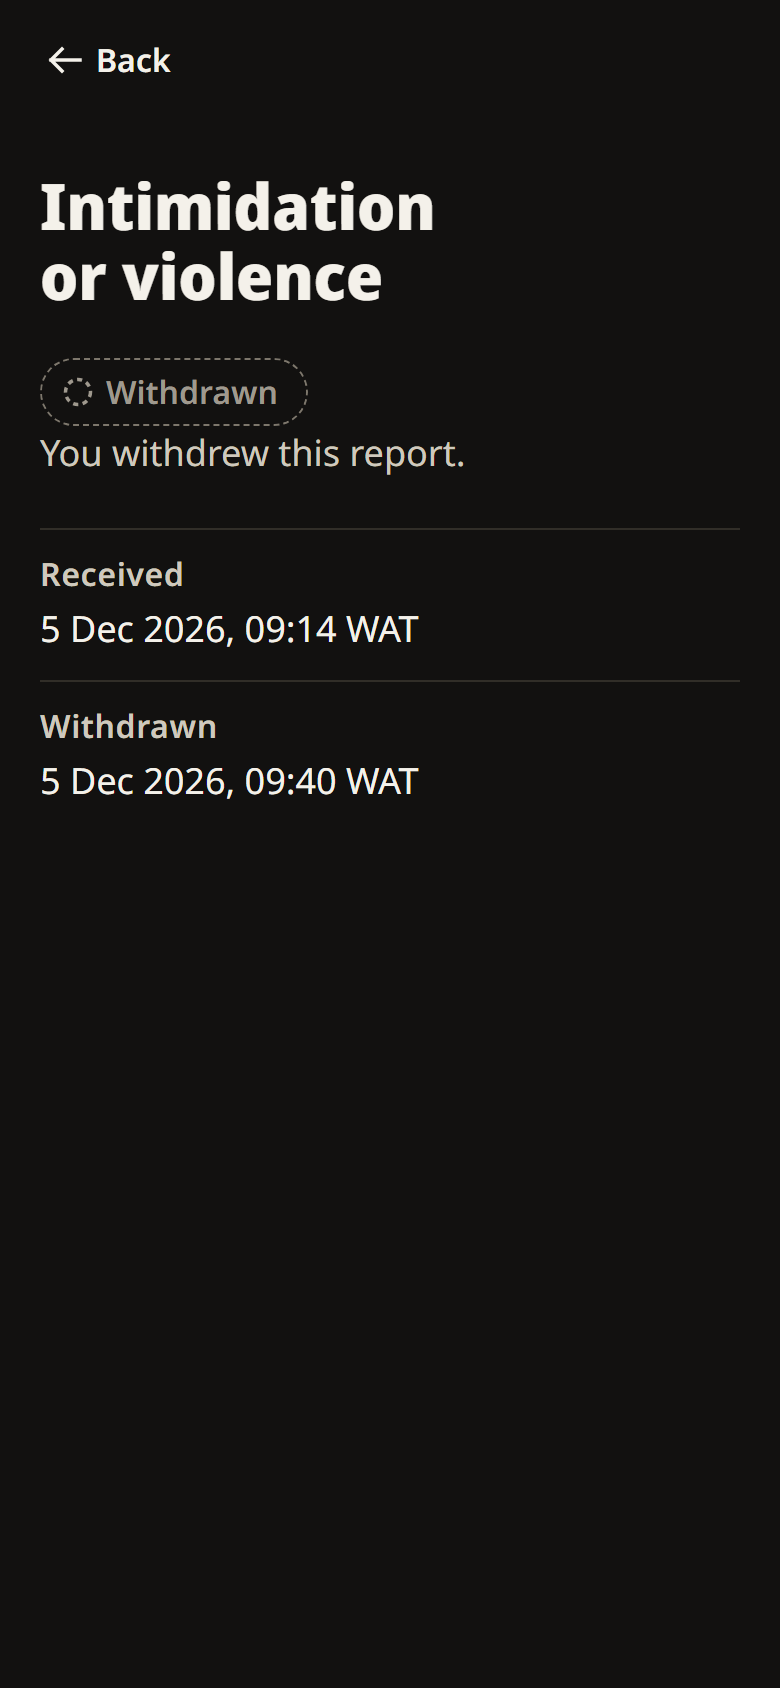 Back
Intimidation
or violence
Withdrawn
You withdrew this report.
Received
5 Dec 2026, 09:14 WAT
Withdrawn
5 Dec 2026, 09:40 WAT